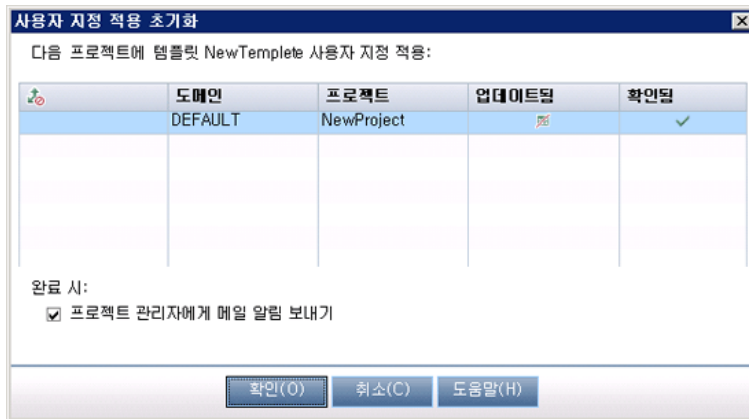 사용자 지정 적용 초기화
다음 프로젝트에 템플릿 NewTemplete 사용자 지정 적용:
도메인 프로젝트 업데이트됨 확인됨
DEFAULT NewProject
완료 시:
프로젝트 관리자에게 메일 알림 보내기
확인(O) 취소(C) 도움말(H)